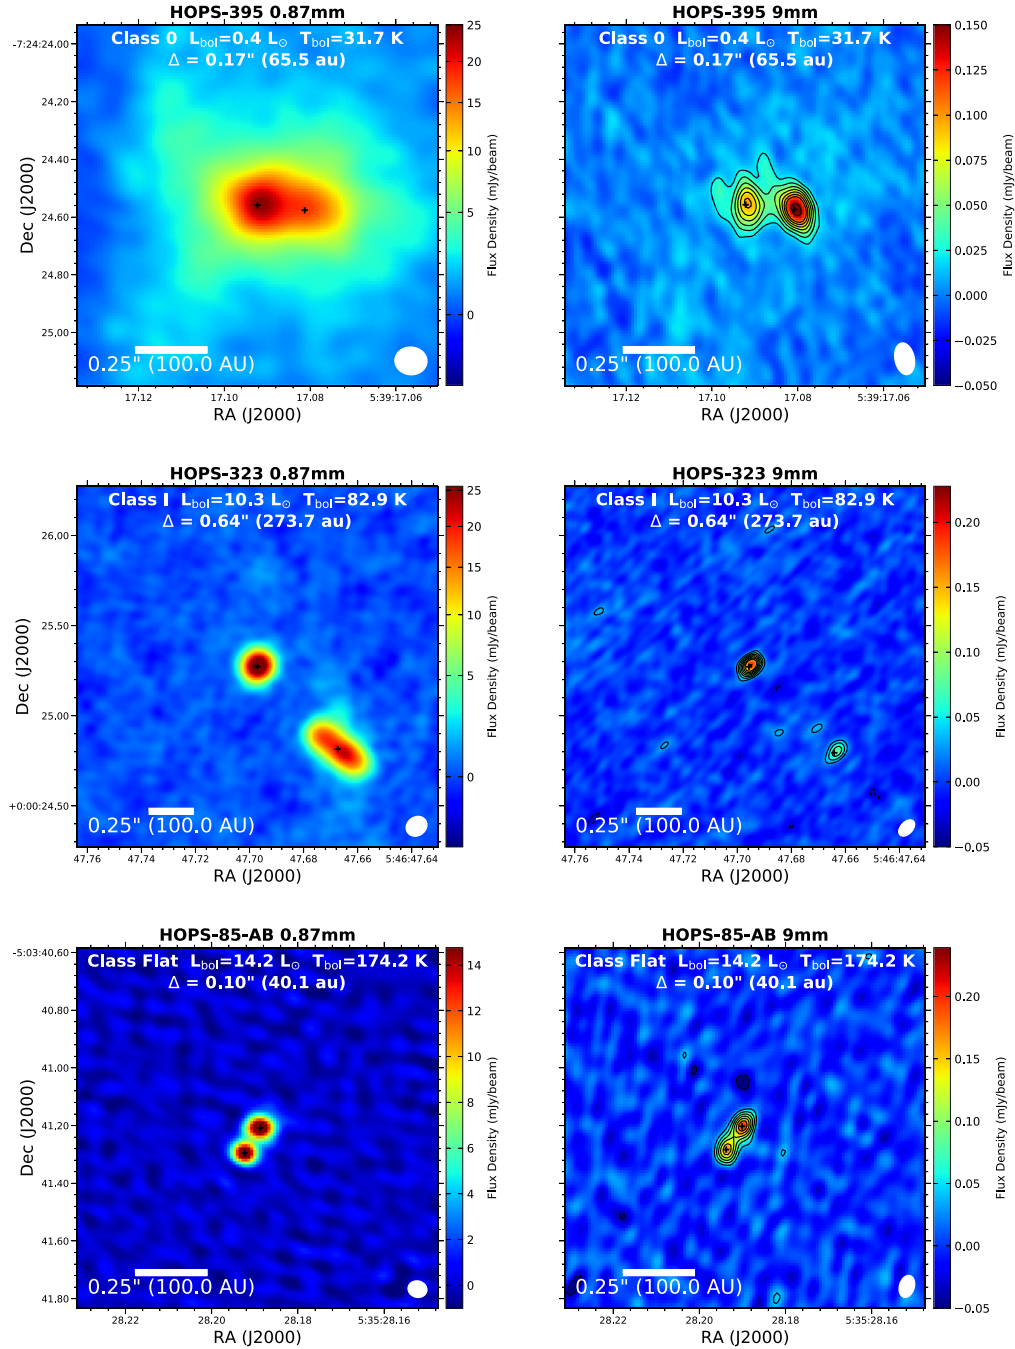 HOPS-395 0.87mm
Class 0 L_bol=0.4 L⊙ T_bol=31.7 K
Δ = 0.17" (65.5 au)
-7:24:24.00
24.20
24.40
24.60
24.80
25.00
Dec (J2000)
0.25" (100.0 AU)
17.12
17.10
17.08
5:39:17.06
RA (J2000)
25
20
15
10
5
0
Flux Density (mJy/beam)
HOPS-395 9mm
Class 0 L_bol=0.4 L⊙ T_bol=31.7 K
Δ = 0.17" (65.5 au)
0.25" (100.0 AU)
17.12
17.10
17.08
5:39:17.06
RA (J2000)
0.150
0.125
0.100
0.075
0.050
0.025
0.000
−0.025
−0.050
Flux Density (mJy/beam)
HOPS-323 0.87mm
Class I L_bol=10.3 L⊙ T_bol=82.9 K
Δ = 0.64" (273.7 au)
26.00
25.50
25.00
+0:00:24.50
Dec (J2000)
0.25" (100.0 AU)
47.76
47.74
47.72
47.70
47.68
47.66
5:46:47.64
RA (J2000)
25
20
15
10
5
0
Flux Density (mJy/beam)
HOPS-323 9mm
Class I L_bol=10.3 L⊙ T_bol=82.9 K
Δ = 0.64" (273.7 au)
0.25" (100.0 AU)
47.76
47.74
47.72
47.70
47.68
47.66
5:46:47.64
RA (J2000)
0.20
0.15
0.10
0.05
0.00
−0.05
Flux Density (mJy/beam)
HOPS-85-AB 0.87mm
Class Flat L_bol=14.2 L⊙ T_bol=174.2 K
Δ = 0.10" (40.1 au)
-5:03:40.60
40.80
41.00
41.20
41.40
41.60
41.80
Dec (J2000)
0.25" (100.0 AU)
28.22
28.20
28.18
5:35:28.16
RA (J2000)
14
12
10
8
6
4
2
0
Flux Density (mJy/beam)
HOPS-85-AB 9mm
Class Flat L_bol=14.2 L⊙ T_bol=174.2 K
Δ = 0.10" (40.1 au)
0.25" (100.0 AU)
28.22
28.20
28.18
5:35:28.16
RA (J2000)
0.20
0.15
0.10
0.05
0.00
−0.05
Flux Density (mJy/beam)